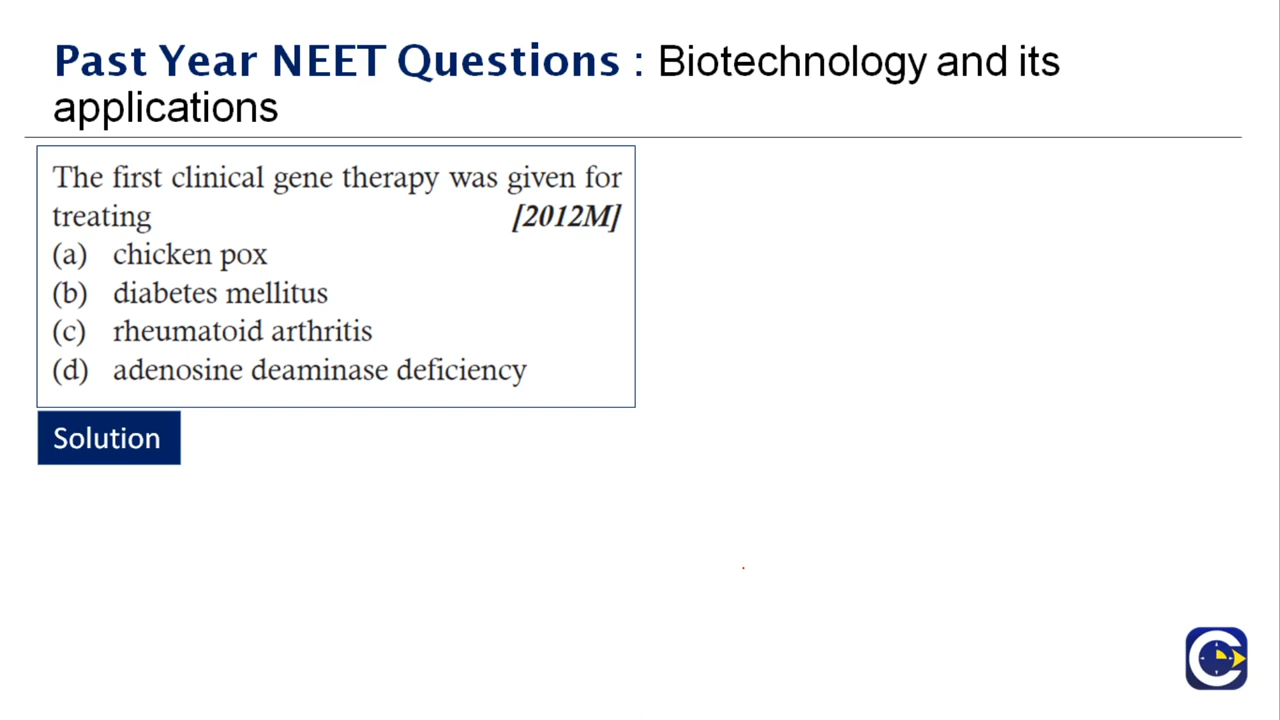 Past Year NEET Questions : Biotechnology and its
applications
The first clinical gene therapy was given for
treating [2012M]
(a) chicken pox
(b) diabetes mellitus
(c) rheumatoid arthritis
(d) adenosine deaminase deficiency
Solution